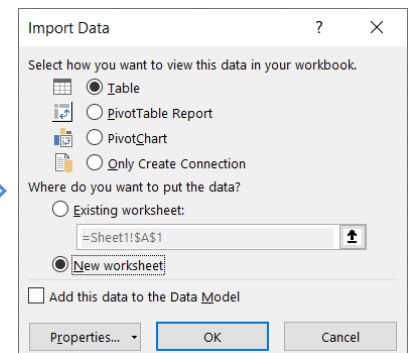 Import Data ? ×
Select how you want to view this data in your workbook.
Table
PivotTable Report
PivotChart
Only Create Connection
Where do you want to put the data?
Existing worksheet:
=Sheet1!$A$1
New worksheet
Add this data to the Data Model
Properties... OK Cancel